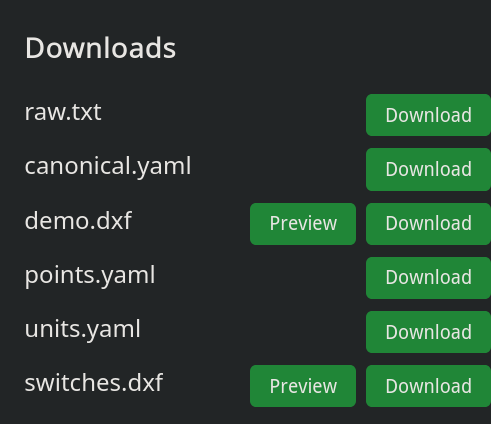 Downloads
raw.txt Download
canonical.yaml Download
demo.dxf Preview Download
points.yaml Download
units.yaml Download
switches.dxf Preview Download